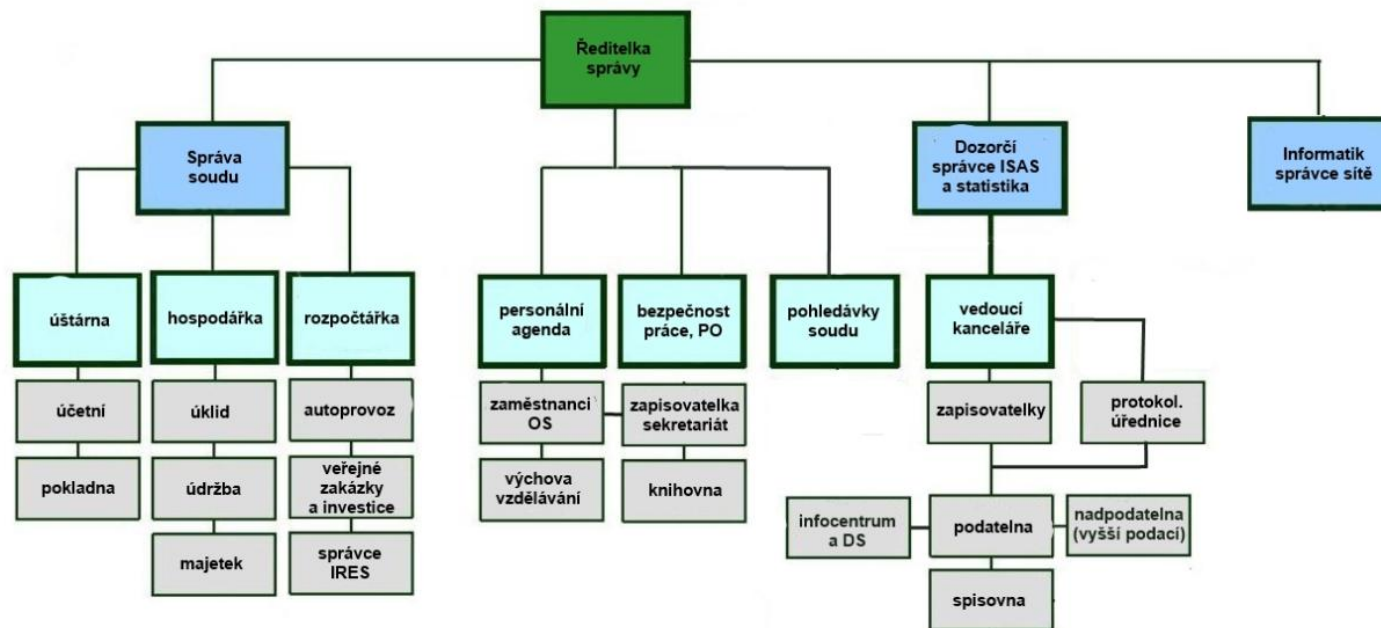 Ředitelka
správy
Správa
soudu
Dozorčí
správce ISAS
a statistika
Informatik
správce sítě
úštárna
hospodářka
rozpočtářka
personální
agenda
bezpečnost
práce, PO
pohledávky
soudu
vedoucí
kanceláře
účetní
úklid
autoprovoz
zaměstnanci
OS
zapisovatelka
sekretariát
zapisovatelky
protokol.
úřednice
pokladna
údržba
veřejné
zakázky
a investice
výchova
vzdělávání
knihovna
infocentrum
a DS
podatelna
nadpodatelna
(vyšší podací)
majetek
správce
IRES
spisovna